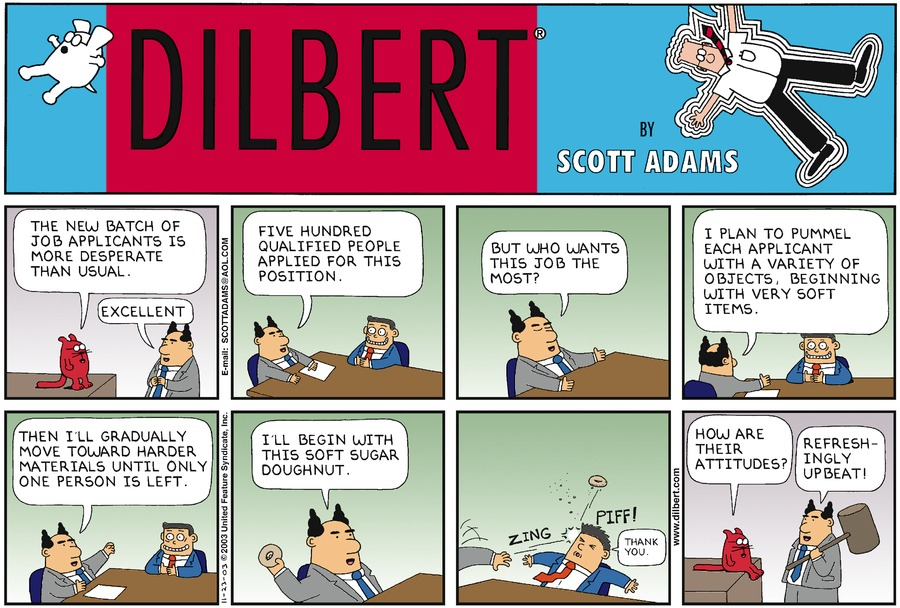 DILBERT®
BY
SCOTT ADAMS
THE NEW BATCH OF
JOB APPLICANTS IS
MORE DESPERATE
THAN USUAL.
EXCELLENT
E-mail: SCOTTADAMS@AOL.COM
FIVE HUNDRED
QUALIFIED PEOPLE
APPLIED FOR THIS
POSITION.
BUT WHO WANTS
THIS JOB THE
MOST?
I PLAN TO PUMMEL
EACH APPLICANT
WITH A VARIETY OF
OBJECTS, BEGINNING
WITH VERY SOFT
ITEMS.
THEN I'LL GRADUALLY
MOVE TOWARD HARDER
MATERIALS UNTIL ONLY
ONE PERSON IS LEFT.
11-23-03 © 2003 United Feature Syndicate, Inc.
I'LL BEGIN WITH
THIS SOFT SUGAR
DOUGHNUT.
ZING
PIFF!
THANK
YOU.
www.dilbert.com
HOW ARE
THEIR
ATTITUDES?
REFRESH-
INGLY
UPBEAT!